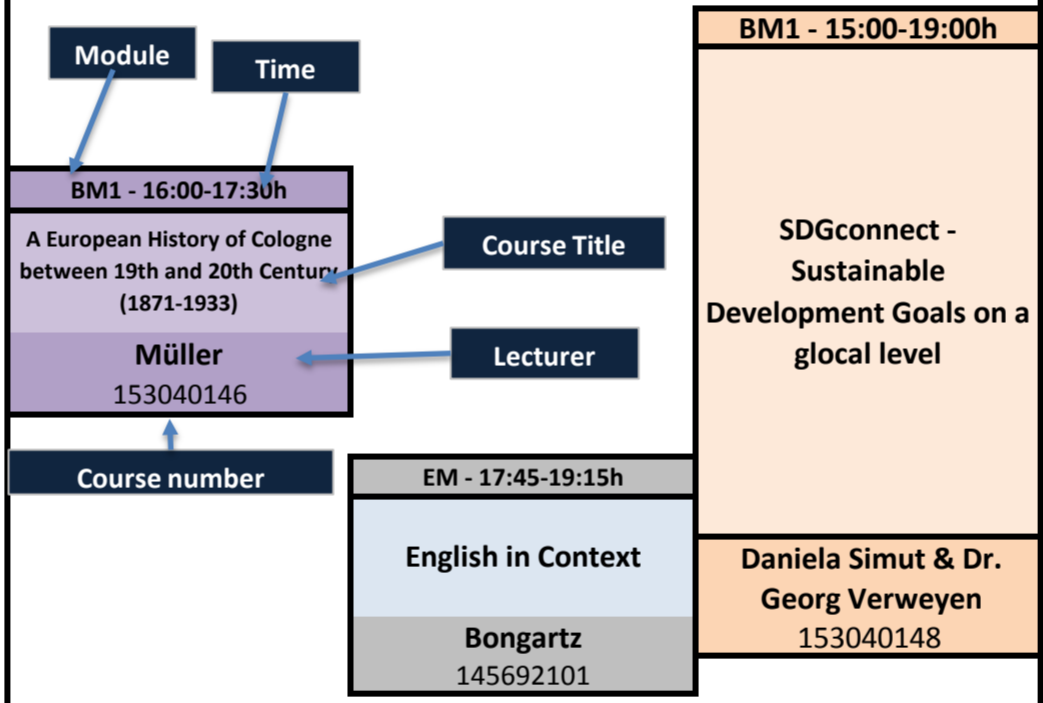 Module
Time
BM1 - 16:00-17:30h
A European History of Cologne
between 19th and 20th Century
(1871-1933)
Müller
153040146
Course Title
Lecturer
Course number
EM - 17:45-19:15h
English in Context
Bongartz
145692101
BM1 - 15:00-19:00h
SDGconnect -
Sustainable
Development Goals on a
glocal level
Daniela Simut & Dr.
Georg Verweyen
153040148